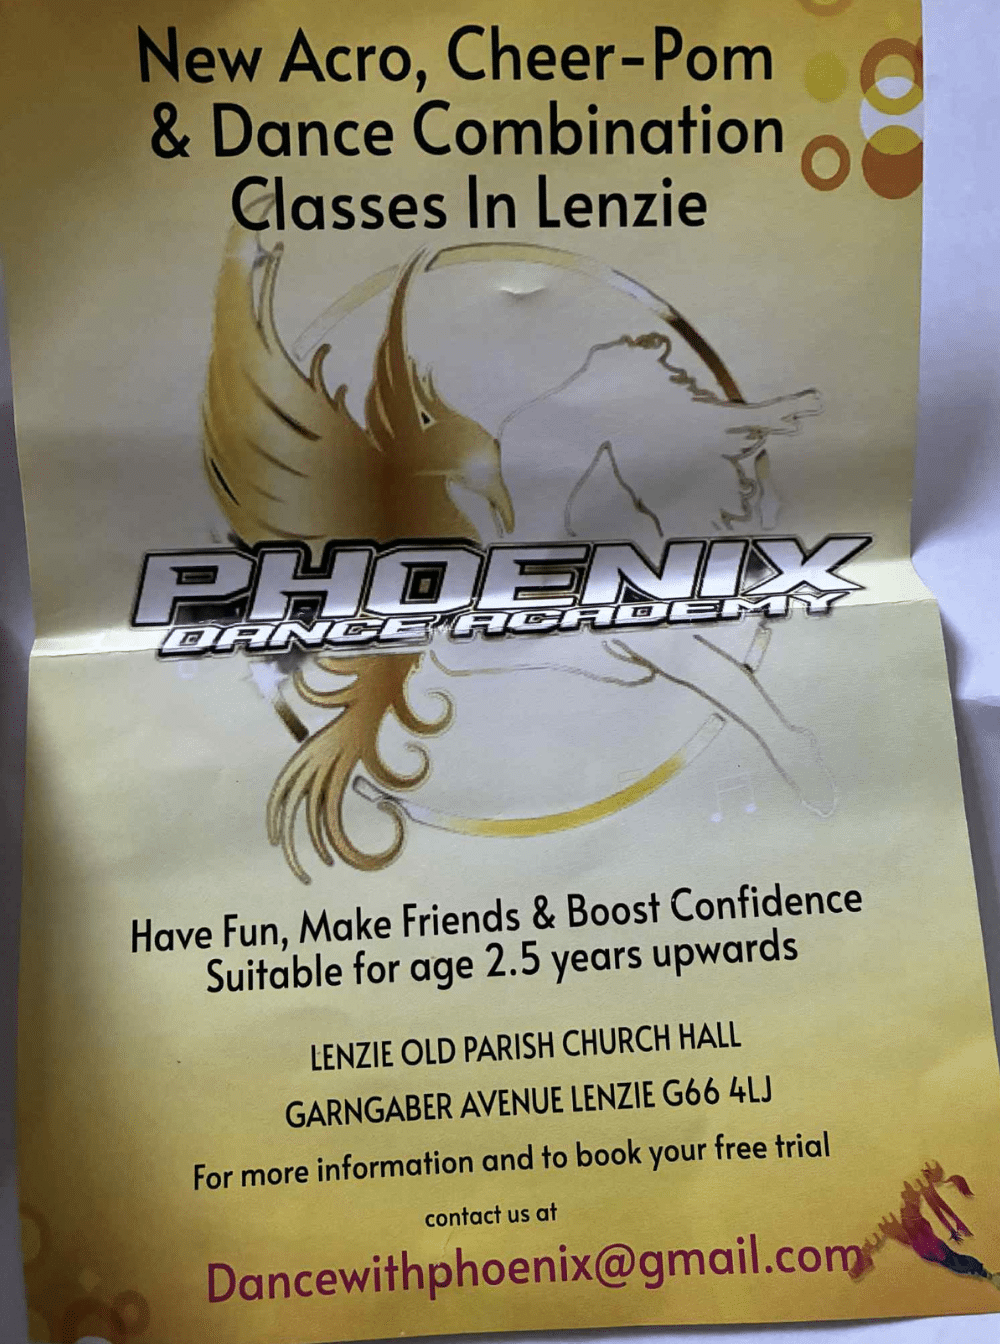 New Acro, Cheer-Pom
& Dance Combination
Classes In Lenzie
PHOENIX
DANCE ACADEMY
Have Fun, Make Friends & Boost Confidence
Suitable for age 2.5 years upwards
LENZIE OLD PARISH CHURCH HALL
GARNGABER AVENUE LENZIE G66 4LJ
For more information and to book your free trial
contact us at
Dancewithphoenix@gmail.com